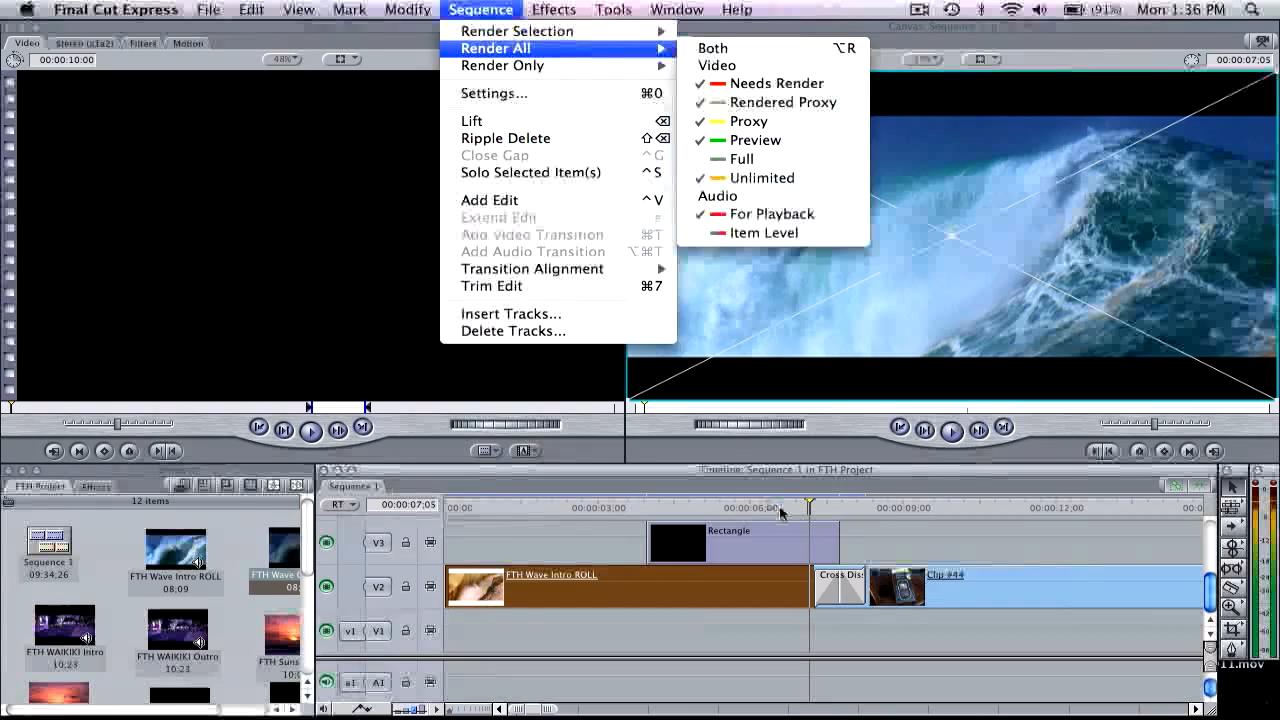 Final Cut Express File Edit View Mark Modify Sequence Effects Tools Window Help (91%) Mon 1:36 PM
Canvas: Sequence 1
Video Stereo (a1a2) Filters Motion
00:00:10:00 48% 00:00:07;05
Render Selection
Render All
Render Only
Settings... ⌘0
Lift ⌫
Ripple Delete ⇧⌫
Close Gap ^G
Solo Selected Item(s) ^S
Add Edit ^V
Extend Edit
Add Video Transition ⌘T
Add Audio Transition ⌥⌘T
Transition Alignment
Trim Edit ⌘7
Insert Tracks...
Delete Tracks...
Both ⌥R
Video
Needs Render
Rendered Proxy
Proxy
Preview
Full
Unlimited
Audio
For Playback
Item Level
Timeline: Sequence 1 in FTH Project
FTH Project Effects
Sequence 1
12 items
RT 00:00:07;05 00:00 00:00:03;00 00:00:06;00 00:00:09;00 00:00:12;00
V3 Rectangle
V2 FTH Wave Intro ROLL Cross Dis Clip #44
v1 V1
a1 A1
Sequence 1
09:34;26
FTH Wave Intro ROLL
08;09
FTH Wave
08;
FTH WAIKIKI Intro
10;23
FTH WAIKIKI Outro
10;23
FTH Suns
11.mov